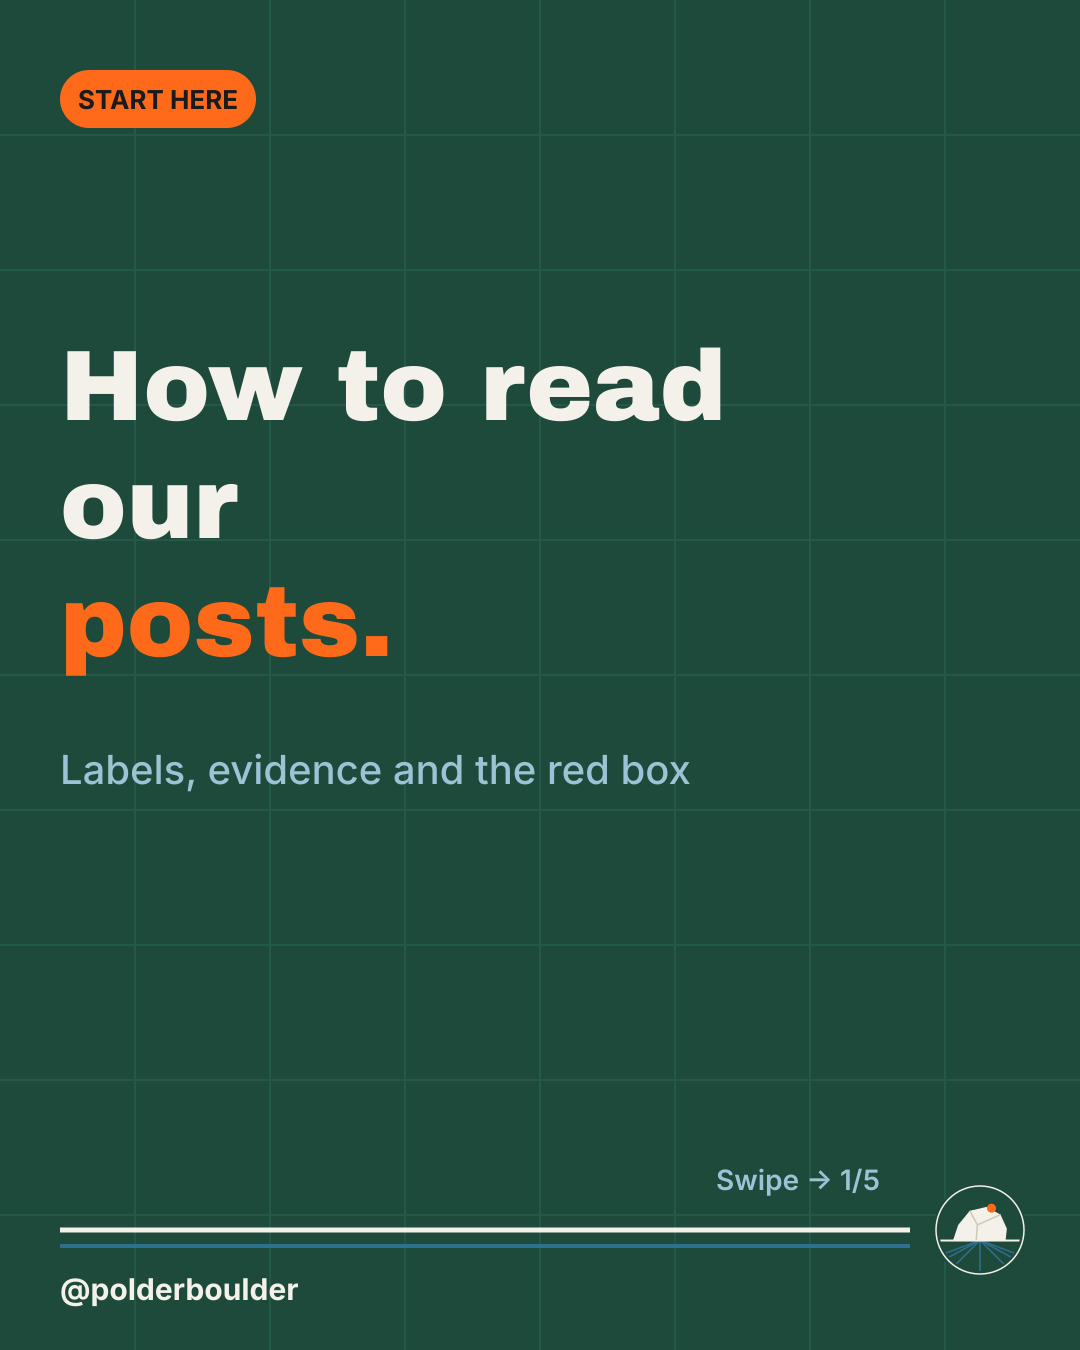 START HERE
How to read
our
posts.
Labels, evidence and the red box
Swipe → 1/5
@polderboulder